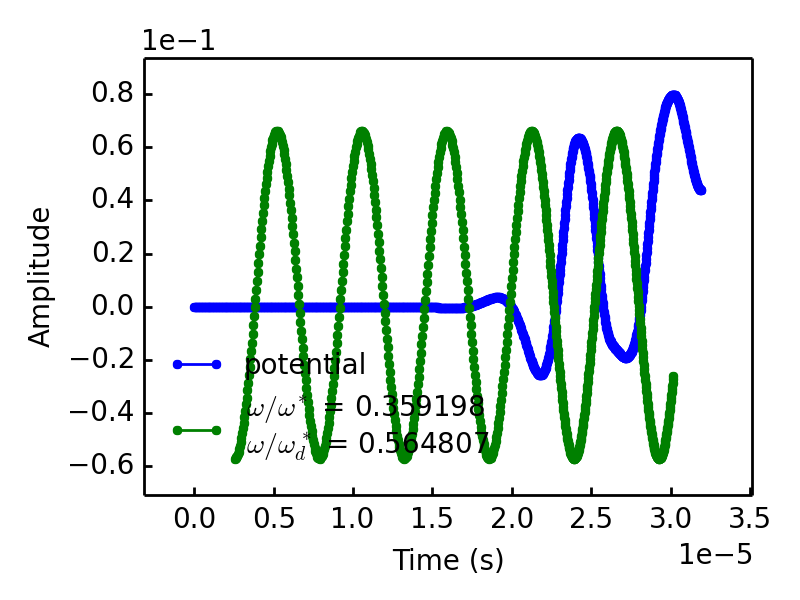 1e−1
0.8
0.6
0.4
0.2
0.0
−0.2
−0.4
−0.6
Amplitude
potential
ω/ω* = 0.359198
ω/ω_d* = 0.564807
0.0 0.5 1.0 1.5 2.0 2.5 3.0 3.5
Time (s)
1e−5